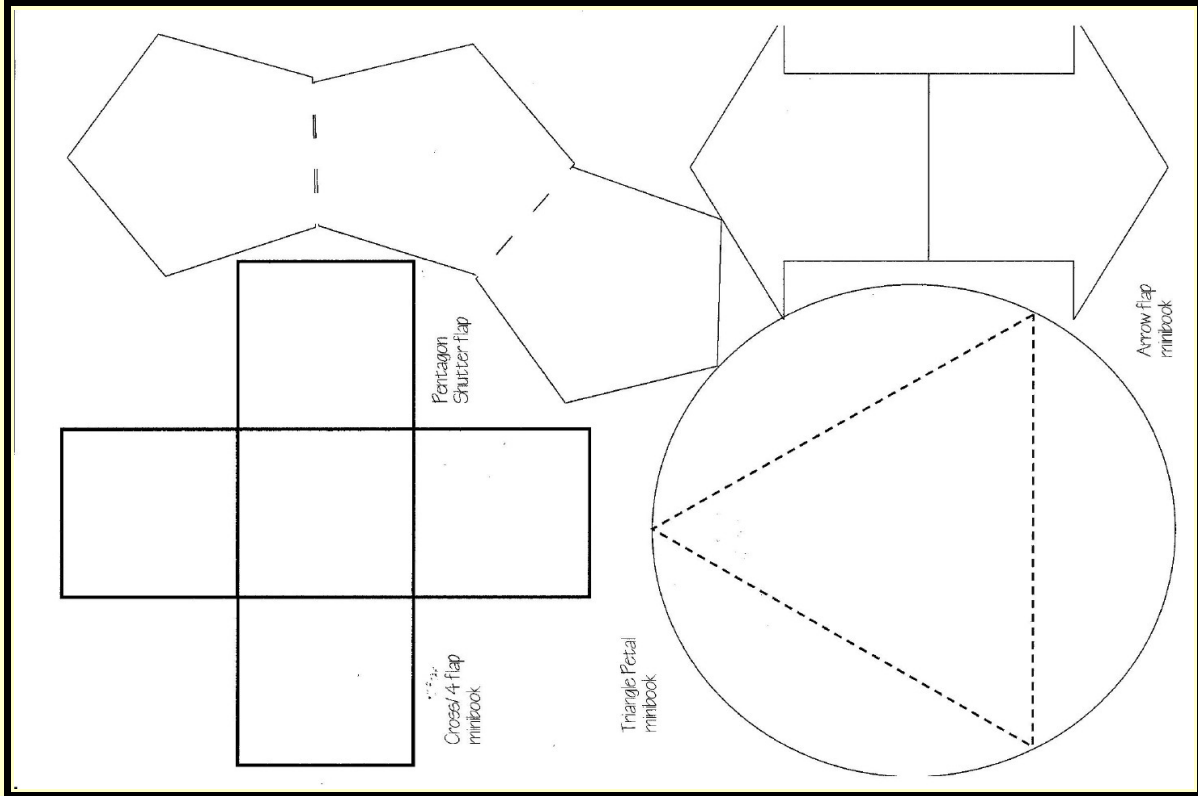 Pentagon
Shutter flap
Cross/4 flap
minibook
Triangle Petal
minibook
Arrow flap
minibook